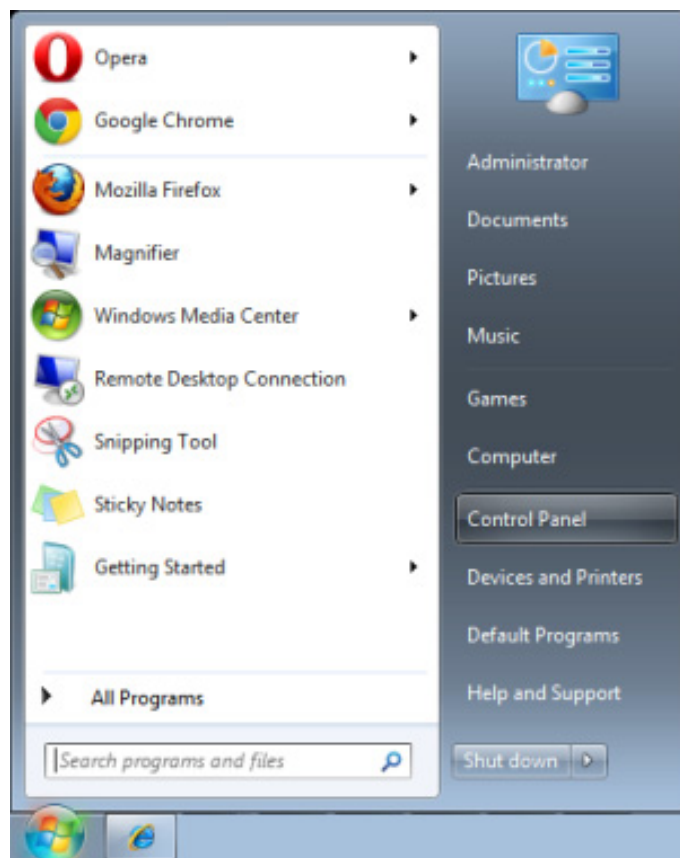 Opera
Google Chrome
Mozilla Firefox
Magnifier
Windows Media Center
Remote Desktop Connection
Snipping Tool
Sticky Notes
Getting Started
All Programs
Search programs and files
Administrator
Documents
Pictures
Music
Games
Computer
Control Panel
Devices and Printers
Default Programs
Help and Support
Shut down